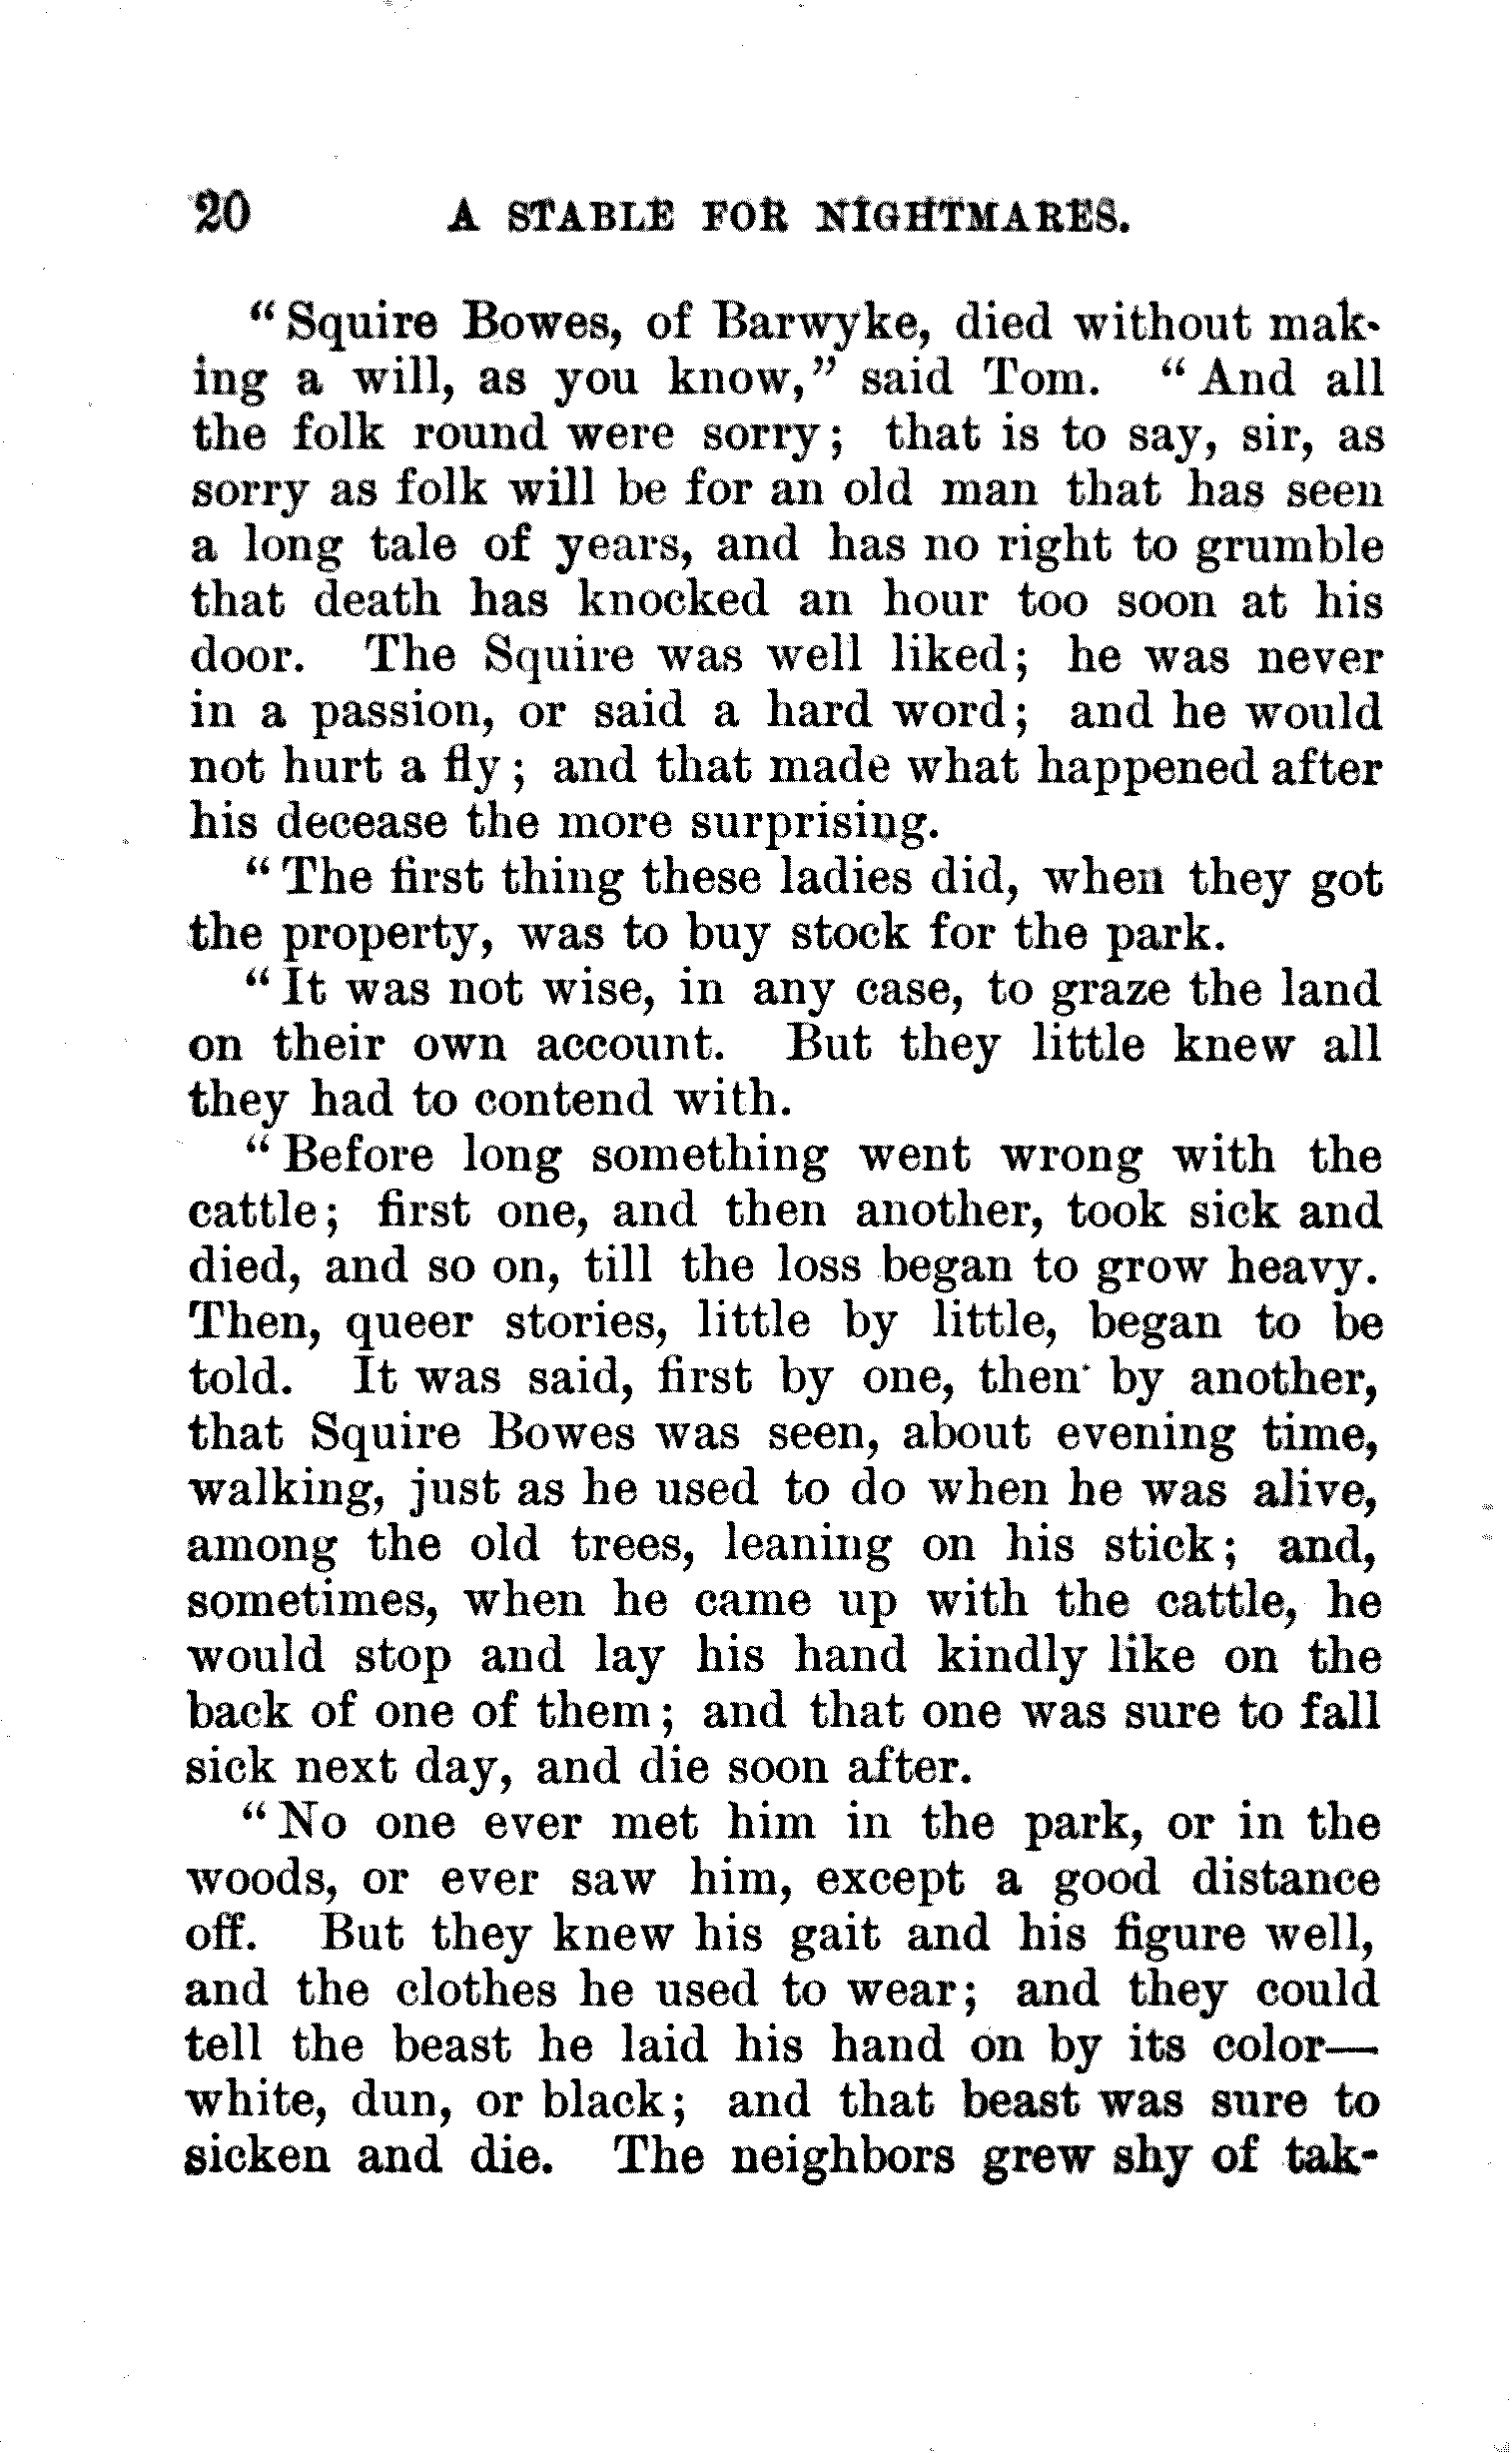 20 A STABLE FOR NIGHTMARES.
“Squire Bowes, of Barwyke, died without mak-
ing a will, as you know,” said Tom. “And all
the folk round were sorry; that is to say, sir, as
sorry as folk will be for an old man that has seen
a long tale of years, and has no right to grumble
that death has knocked an hour too soon at his
door. The Squire was well liked; he was never
in a passion, or said a hard word; and he would
not hurt a fly; and that made what happened after
his decease the more surprising.
“The first thing these ladies did, when they got
the property, was to buy stock for the park.
“It was not wise, in any case, to graze the land
on their own account. But they little knew all
they had to contend with.
“Before long something went wrong with the
cattle; first one, and then another, took sick and
died, and so on, till the loss began to grow heavy.
Then, queer stories, little by little, began to be
told. It was said, first by one, then by another,
that Squire Bowes was seen, about evening time,
walking, just as he used to do when he was alive,
among the old trees, leaning on his stick; and,
sometimes, when he came up with the cattle, he
would stop and lay his hand kindly like on the
back of one of them; and that one was sure to fall
sick next day, and die soon after.
“No one ever met him in the park, or in the
woods, or ever saw him, except a good distance
off. But they knew his gait and his figure well,
and the clothes he used to wear; and they could
tell the beast he laid his hand on by its color—
white, dun, or black; and that beast was sure to
sicken and die. The neighbors grew shy of tak-